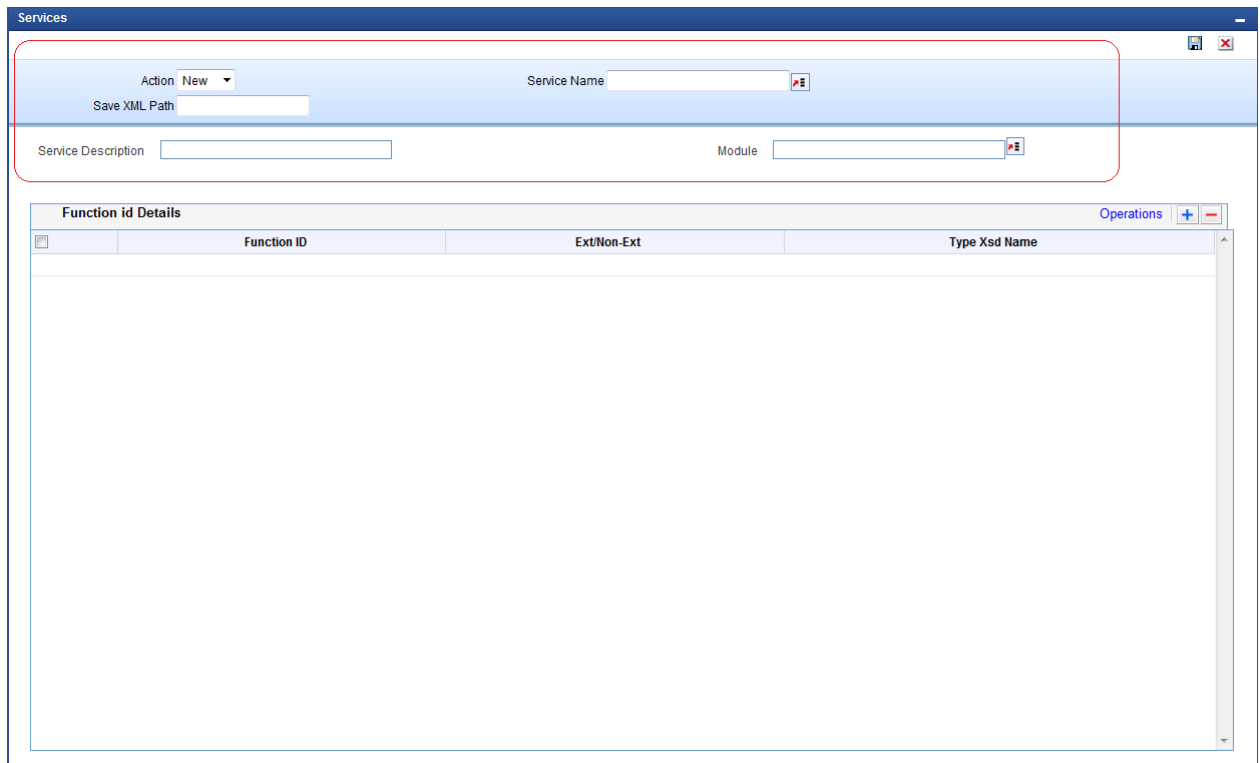 Services
Action New Service Name
Save XML Path
Service Description Module
Function id Details Operations
Function ID Ext/Non-Ext Type Xsd Name